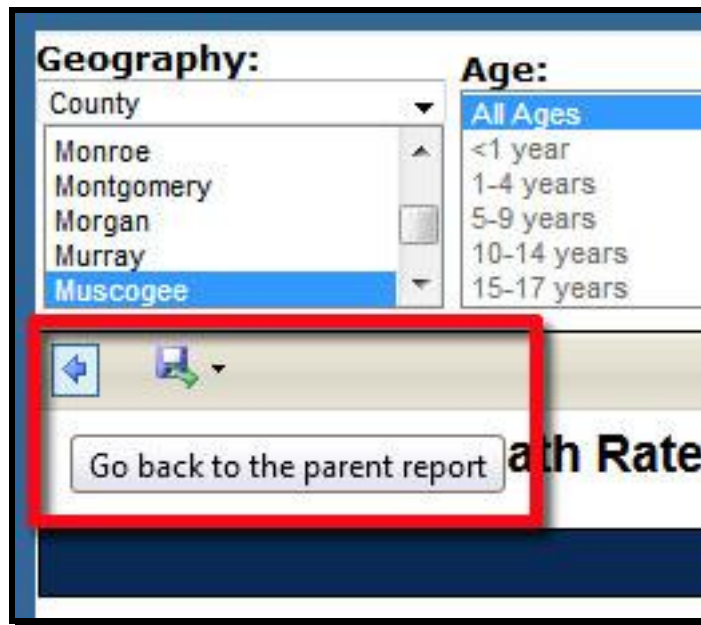 Geography:
County
Monroe
Montgomery
Morgan
Murray
Muscogee
Age:
All Ages
<1 year
1-4 years
5-9 years
10-14 years
15-17 years
Go back to the parent report
ath Rate